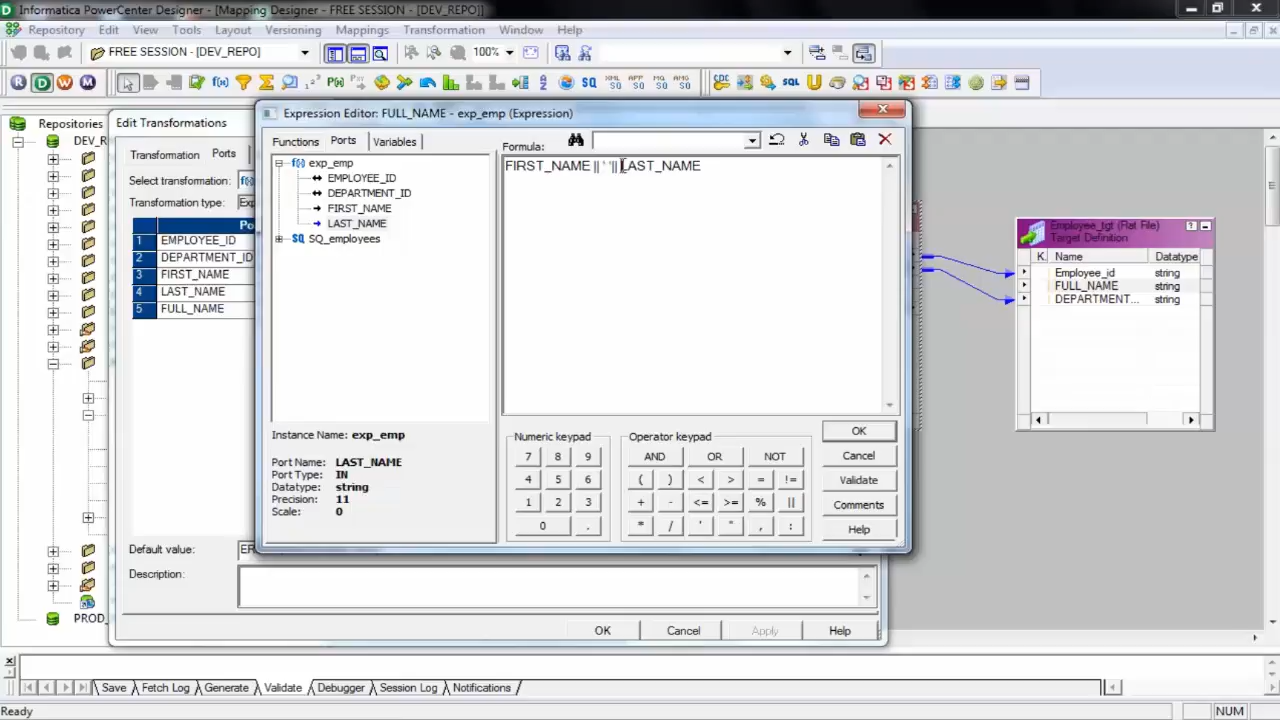 Informatica PowerCenter Designer - [Mapping Designer - FREE SESSION - [DEV_REPO]]
Repository Edit View Tools Layout Versioning Mappings Transformation Window Help
FREE SESSION - [DEV_REPO] 100%
Repositories
DEV_R
PROD_
Edit Transformations
Transformation Ports
Select transformation:
Transformation type: Exp
Po
1 EMPLOYEE_ID
2 DEPARTMENT_ID
3 FIRST_NAME
4 LAST_NAME
5 FULL_NAME
Default value: EF
Description:
OK Cancel Apply Help
Expression Editor: FULL_NAME - exp_emp (Expression)
Functions Ports Variables
exp_emp
EMPLOYEE_ID
DEPARTMENT_ID
FIRST_NAME
LAST_NAME
SQ_employees
Formula:
FIRST_NAME || ' '|| LAST_NAME
Instance Name: exp_emp
Port Name: LAST_NAME
Port Type: IN
Datatype: string
Precision: 11
Scale: 0
Numeric keypad
7 8 9
4 5 6
1 2 3
0 .
Operator keypad
AND OR NOT
( ) < > = !=
+ - <= >= % ||
* / ' " , :
OK
Cancel
Validate
Comments
Help
Employee_tgt (Flat File)
Target Definition
K. Name Datatype
Employee_id string
FULL_NAME string
DEPARTMENT... string
Save Fetch Log Generate Validate Debugger Session Log Notifications
Ready NUM